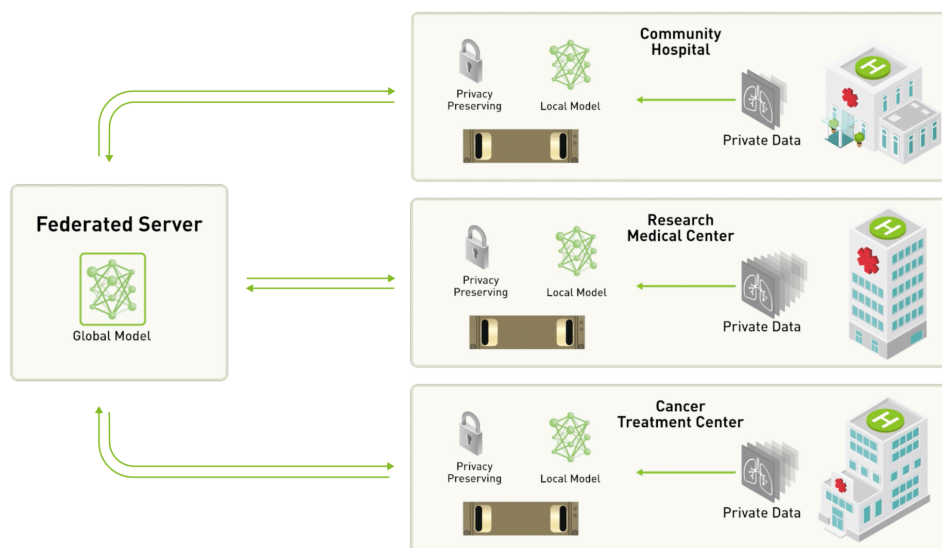 Community
Hospital
Privacy
Preserving
Local Model
Private Data
H
Federated Server
Global Model
Research
Medical Center
Privacy
Preserving
Local Model
Private Data
H
Cancer
Treatment Center
Privacy
Preserving
Local Model
Private Data
H